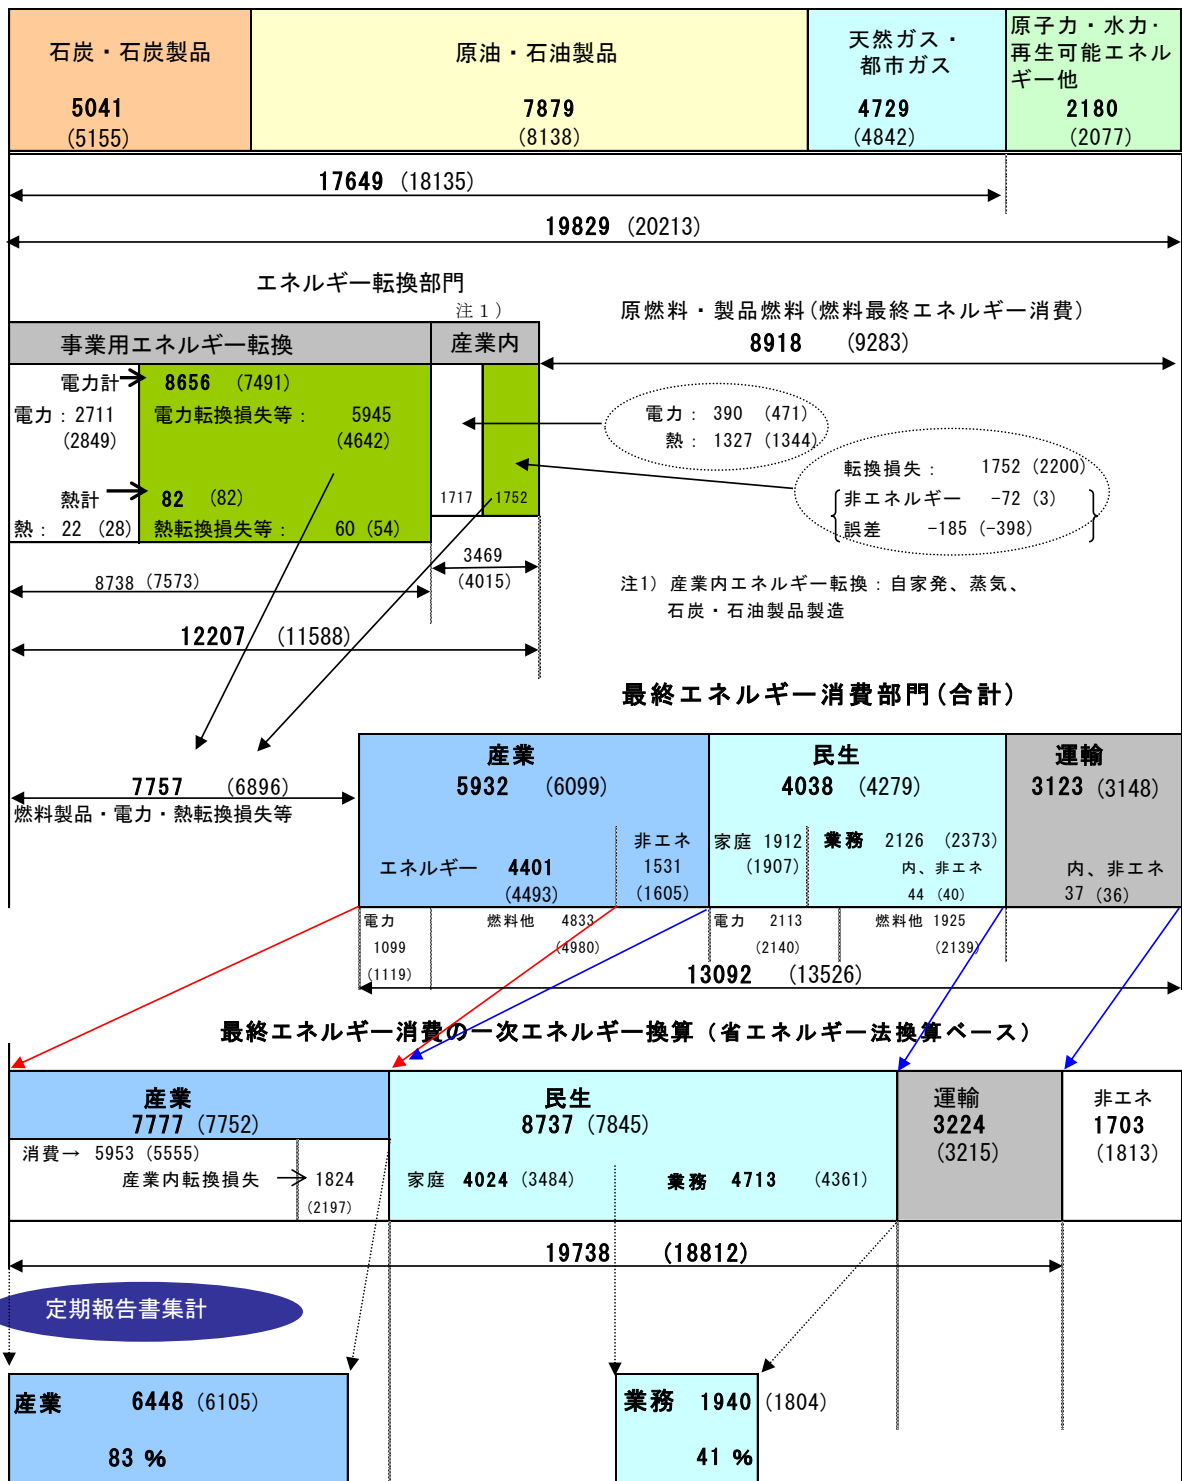 石炭・石炭製品
5041
(5155)
原油・石油製品
7879
(8138)
天然ガス・
都市ガス
4729
(4842)
原子力・水力・
再生可能エネル
ギー他
2180
(2077)
17649 (18135)
19829 (20213)
エネルギー転換部門
注１）
原燃料・製品燃料(燃料最終エネルギー消費)
8918 (9283)
事業用エネルギー転換
産業内
電力計
8656 (7491)
電力：2711
(2849)
電力転換損失等： 5945
(4642)
熱計
82 (82)
熱：22 (28)
熱転換損失等： 60 (54)
1717
1752
電力： 390 (471)
熱： 1327 (1344)
転換損失： 1752 (2200)
非エネルギー -72 (3)
誤差 -185 (-398)
3469
(4015)
8738 (7573)
注1) 産業内エネルギー転換：自家発、蒸気、
石炭・石油製品製造
12207 (11588)
最終エネルギー消費部門(合計)
産業
5932 (6099)
民生
4038 (4279)
運輸
3123 (3148)
7757 (6896)
燃料製品・電力・熱転換損失等
エネルギー 4401
(4493)
非エネ
1531
(1605)
家庭 1912
(1907)
業務 2126 (2373)
内、非エネ
44 (40)
内、非エネ
37 (36)
電力
1099
(1119)
燃料他 4833
(4980)
電力 2113
(2140)
燃料他 1925
(2139)
13092 (13526)
最終エネルギー消費の一次エネルギー換算（省エネルギー法換算ベース）
産業
7777 (7752)
民生
8737 (7845)
運輸
3224
(3215)
非エネ
1703
(1813)
消費→ 5953 (5555)
産業内転換損失
1824
(2197)
家庭 4024 (3484)
業務 4713 (4361)
19738 (18812)
定期報告書集計
産業 6448 (6105)
83 %
業務 1940 (1804)
41 %